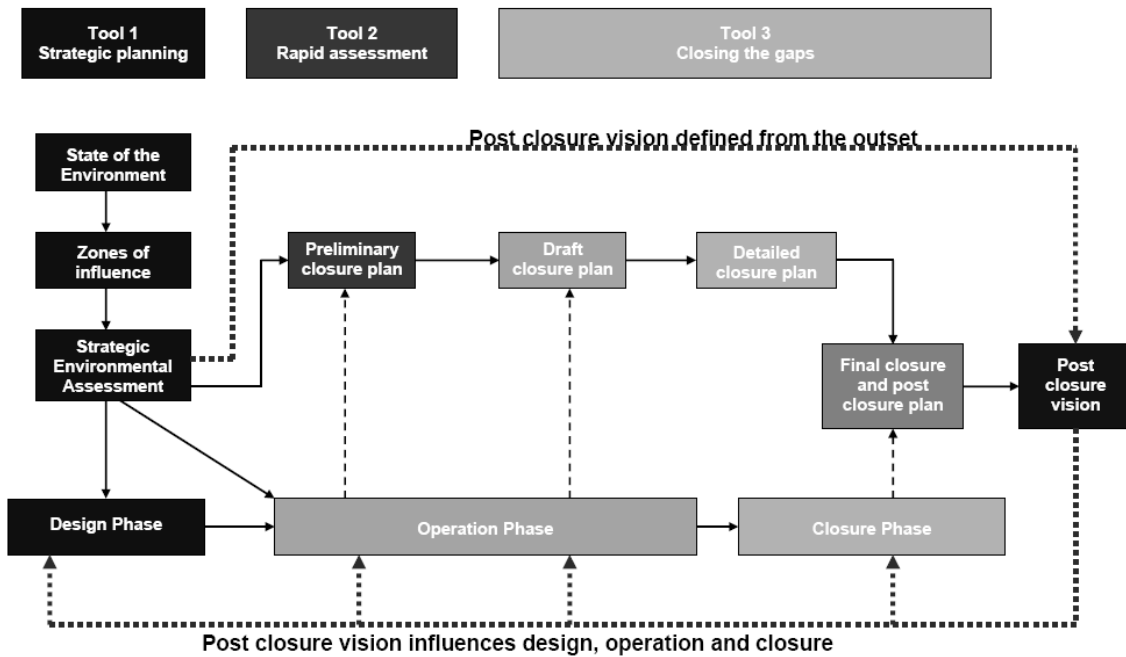 Tool 1
Strategic planning
Tool 2
Rapid assessment
Tool 3
Closing the gaps
Post closure vision defined from the outset
State of the
Environment
Zones of
influence
Preliminary
closure plan
Draft
closure plan
Detailed
closure plan
Strategic
Environmental
Assessment
Final closure
and post
closure plan
Post
closure
vision
Design Phase
Operation Phase
Closure Phase
Post closure vision influences design, operation and closure